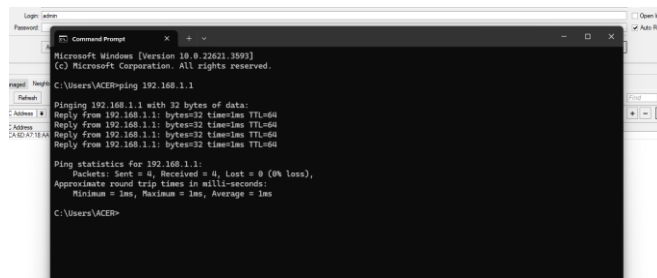 Login: admin
Open I
Password:
Auto R
Command Prompt
Microsoft Windows [Version 10.0.22621.3593]
(c) Microsoft Corporation. All rights reserved.
C:\Users\ACER>ping 192.168.1.1
naged Neighb
Refresh
Find
Pinging 192.168.1.1 with 32 bytes of data:
Reply from 192.168.1.1: bytes=32 time=1ms TTL=64
Reply from 192.168.1.1: bytes=32 time=1ms TTL=64
Reply from 192.168.1.1: bytes=32 time=1ms TTL=64
Reply from 192.168.1.1: bytes=32 time=1ms TTL=64
C Address
C Address
Ping statistics for 192.168.1.1:
Packets: Sent = 4, Received = 4, Lost = 0 (0% loss),
Approximate round trip times in milli-seconds:
Minimum = 1ms, Maximum = 1ms, Average = 1ms
C:\Users\ACER>